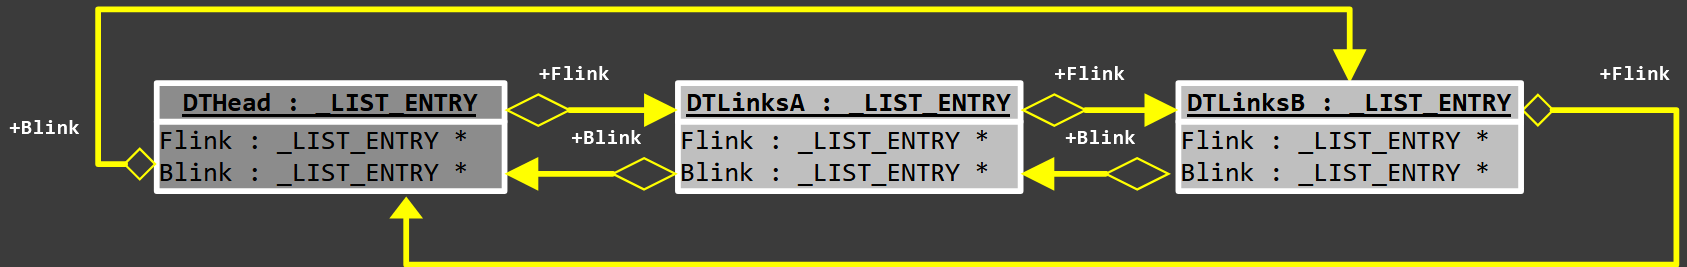 +Flink
+Flink
+Flink
DTHead : _LIST_ENTRY
DTLinksA : _LIST_ENTRY
DTLinksB : _LIST_ENTRY
+Blink
+Blink
+Blink
Flink : _LIST_ENTRY *
Blink : _LIST_ENTRY *
Flink : _LIST_ENTRY *
Blink : _LIST_ENTRY *
Flink : _LIST_ENTRY *
Blink : _LIST_ENTRY *